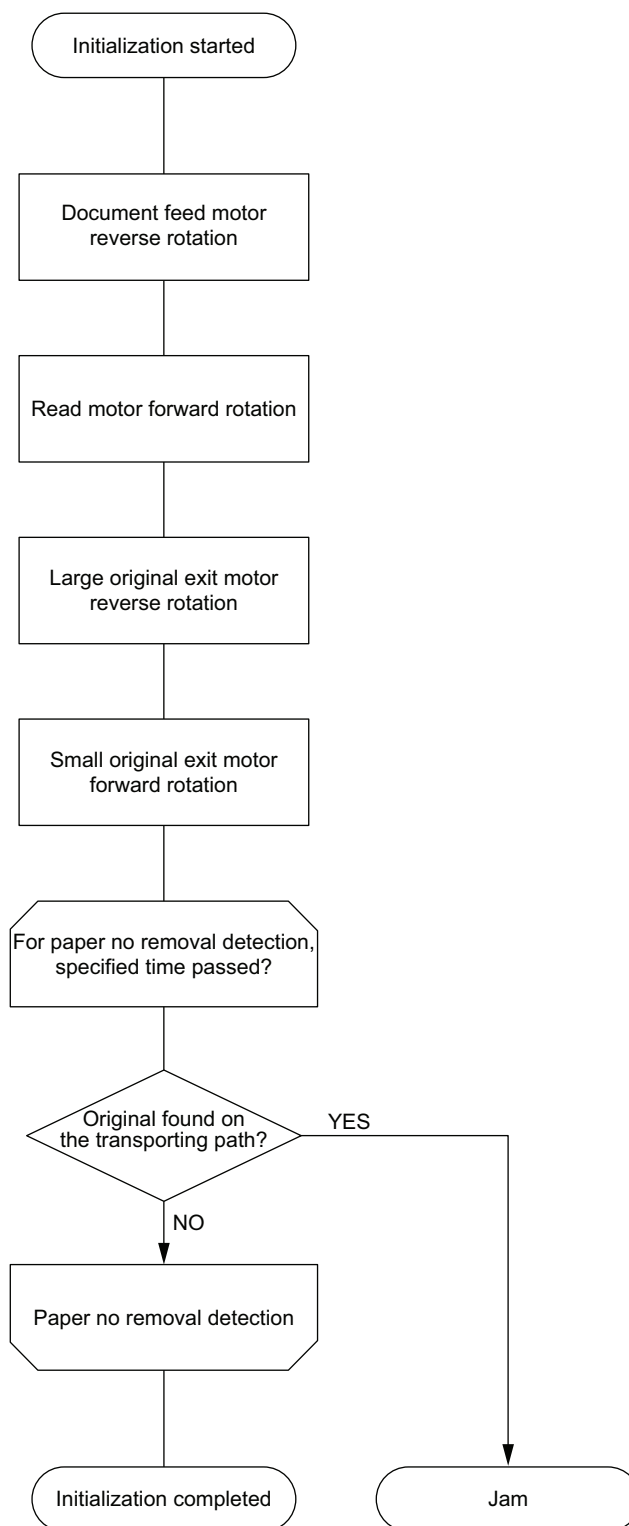 Initialization started
Document feed motor
reverse rotation
Read motor forward rotation
Large original exit motor
reverse rotation
Small original exit motor
forward rotation
For paper no removal detection,
specified time passed?
Original found on
the transporting path?
YES
NO
Paper no removal detection
Initialization completed
Jam